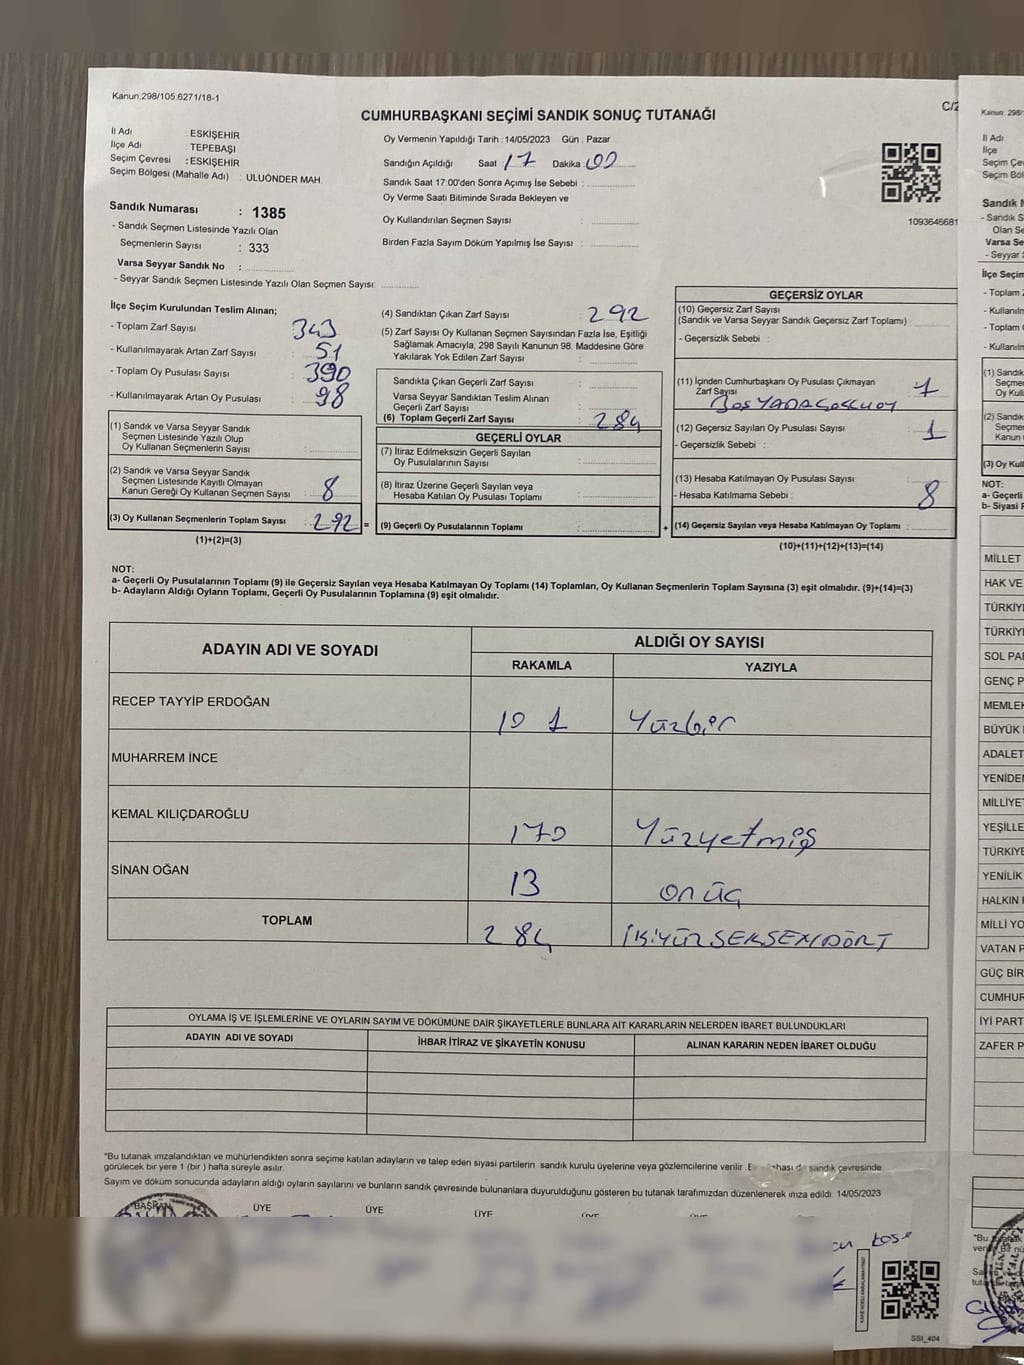 Kanun;298/105,6271/18-1
C/2
CUMHURBAŞKANI SEÇİMİ SANDIK SONUÇ TUTANAĞI
İl Adı : ESKİŞEHİR
İlçe Adı : TEPEBAŞI
Seçim Çevresi : ESKİŞEHİR
Seçim Bölgesi (Mahalle Adı) : ULUÖNDER MAH.
Oy Vermenin Yapıldığı Tarih :14/05/2023 Gün : Pazar
Sandığın Açıldığı Saat 17 Dakika 00
Sandık Saat 17:00'den Sonra Açımış İse Sebebi :
Oy Verme Saati Bitiminde Sırada Bekleyen ve
Oy Kullandırılan Seçmen Sayısı :
Birden Fazla Sayım Döküm Yapılmış İse Sayısı :
1093646681
Sandık Numarası : 1385
- Sandık Seçmen Listesinde Yazılı Olan
Seçmenlerin Sayısı : 333
Varsa Seyyar Sandık No :
- Seyyar Sandık Seçmen Listesinde Yazılı Olan Seçmen Sayısı:
İlçe Seçim Kurulundan Teslim Alınan;
- Toplam Zarf Sayısı : 343
- Kullanılmayarak Artan Zarf Sayısı : 51
- Toplam Oy Pusulası Sayısı : 390
- Kullanılmayarak Artan Oy Pusulası : 98
(1) Sandık ve Varsa Seyyar Sandık
Seçmen Listesinde Yazılı Olup
Oy Kullanan Seçmenlerin Sayısı :
(2) Sandık ve Varsa Seyyar Sandık
Seçmen Listesinde Kayıtlı Olmayan
Kanun Gereği Oy Kullanan Seçmen Sayısı : 8
(3) Oy Kullanan Seçmenlerin Toplam Sayısı : 292 =
(1)+(2)=(3)
(4) Sandıktan Çıkan Zarf Sayısı : 292
(5) Zarf Sayısı Oy Kullanan Seçmen Sayısından Fazla İse, Eşitliği
Sağlamak Amacıyla, 298 Sayılı Kanunun 98. Maddesine Göre
Yakılarak Yok Edilen Zarf Sayısı :
Sandıkta Çıkan Geçerli Zarf Sayısı :
Varsa Seyyar Sandıktan Teslim Alınan
Geçerli Zarf Sayısı :
(6) Toplam Geçerli Zarf Sayısı : 284
GEÇERLİ OYLAR
(7) İtiraz Edilmeksizin Geçerli Sayılan
Oy Pusulalarının Sayısı :
(8) İtiraz Üzerine Geçerli Sayılan veya
Hesaba Katılan Oy Pusulası Toplamı :
(9) Geçerli Oy Pusulalarının Toplamı : +
GEÇERSİZ OYLAR
(10) Geçersiz Zarf Sayısı
(Sandık ve Varsa Seyyar Sandık Geçersiz Zarf Toplamı) :
- Geçersizlik Sebebi :
(11) İçinden Cumhurbaşkanı Oy Pusulası Çıkmayan
Zarf Sayısı
(12) Geçersiz Sayılan Oy Pusulası Sayısı : 1
- Geçersizlik Sebebi :
(13) Hesaba Katılmayan Oy Pusulası Sayısı :
- Hesaba Katılmama Sebebi : 8
(14) Geçersiz Sayılan veya Hesaba Katılmayan Oy Toplamı :
(10)+(11)+(12)+(13)=(14)
NOT:
a- Geçerli Oy Pusulalarının Toplamı (9) ile Geçersiz Sayılan veya Hesaba Katılmayan Oy Toplamı (14) Toplamları, Oy Kullanan Seçmenlerin Toplam Sayısına (3) eşit olmalıdır. (9)+(14)=(3)
b- Adayların Aldığı Oyların Toplamı, Geçerli Oy Pusulalarının Toplamına (9) eşit olmalıdır.
ADAYIN ADI VE SOYADI
ALDIĞI OY SAYISI
RAKAMLA YAZIYLA
RECEP TAYYİP ERDOĞAN 101 Yüzbir
MUHARREM İNCE
KEMAL KILIÇDAROĞLU 170 Yüzyetmiş
SİNAN OĞAN 13 onüç
TOPLAM 284 İKİYÜZSEKSENDÖRT
OYLAMA İŞ VE İŞLEMLERİNE VE OYLARIN SAYIM VE DÖKÜMÜNE DAİR ŞİKAYETLERLE BUNLARA AİT KARARLARIN NELERDEN İBARET BULUNDUKLARI
ADAYIN ADI VE SOYADI İHBAR İTİRAZ VE ŞİKAYETİN KONUSU ALINAN KARARIN NEDEN İBARET OLDUĞU
*Bu tutanak imzalandıktan ve mühürlendikten sonra seçime katılan adayların ve talep eden siyasi partilerin sandık kurulu üyelerine veya gözlemcilerine verilir. sandık çevresinde
görülecek bir yere 1 (bir ) hafta süreyle asılır.
Sayım ve döküm sonucunda adayların aldığı oyların sayılarını ve bunların sandık çevresinde bulunanlara duyurulduğunu gösteren bu tutanak tarafımızdan düzenlenerek imza edildi. 14/05/2023
BAŞKAN ÜYE ÜYE ÜYE
SSI_404
Kanun; 298/
İl Adı
İlçe
Seçim Çe
Seçim Böl
Sandık N
- Sandık S
Olan Se
Varsa Se
- Seyyar
İlçe Seçim
- Toplam Z
- Kullanılm
- Toplam
- Kullanılm
(1) Sandık
Seçme
Oy Kull
(2) Sandık
Seçme
Kanun
(3) Oy Kull
NOT:
a- Geçerli
b- Siyasi P
MİLLET
HAK VE
TÜRKİYE
TÜRKİYE
SOL PAR
GENÇ P
MEMLEK
BÜYÜK
ADALET
YENİDEN
MİLLİYET
YEŞİLLE
TÜRKİYE
YENİLİK
HALKIN
MİLLİ YO
VATAN P
GÜÇ BİR
CUMHUR
İYİ PART
ZAFER P